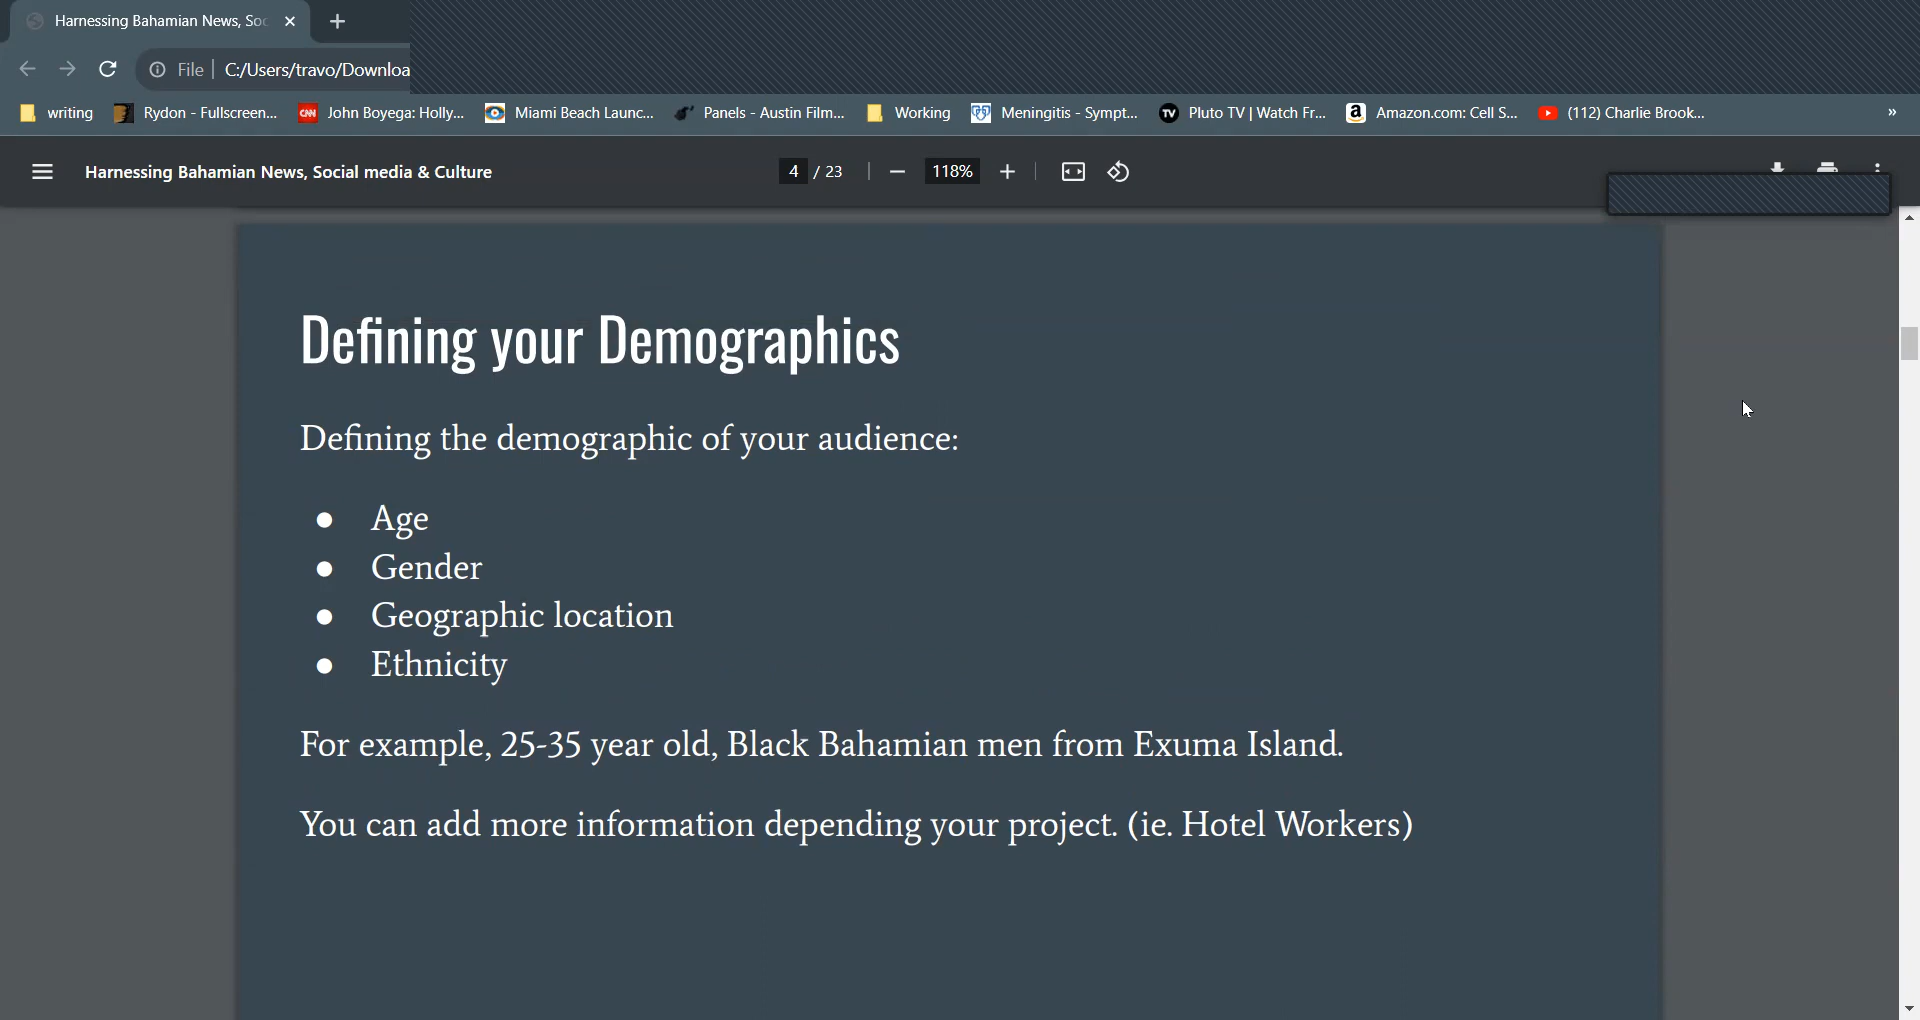 Harnessing Bahamian News, Soc
File
C:/Users/travo/Downloa
writing
Rydon - Fullscreen...
CNN
John Boyega: Holly...
Miami Beach Launc...
Panels - Austin Film...
Working
Meningitis - Sympt...
TV
Pluto TV | Watch Fr...
a
Amazon.com: Cell S...
(112) Charlie Brook...
»
Harnessing Bahamian News, Social media & Culture
4 / 23
118%
Defining your Demographics
Defining the demographic of your audience:
● Age
● Gender
● Geographic location
● Ethnicity
For example, 25-35 year old, Black Bahamian men from Exuma Island.
You can add more information depending your project. (ie. Hotel Workers)